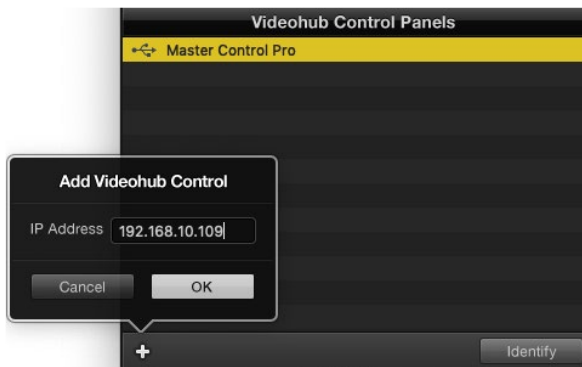 Videohub Control Panels
Master Control Pro
Add Videohub Control
IP Address 192.168.10.109
Cancel OK
+ Identify